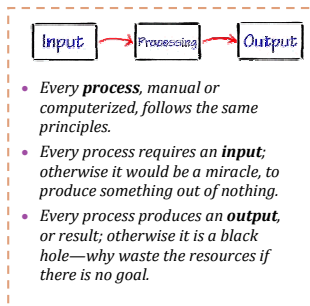 Input Processing Output
• Every process, manual or
computerized, follows the same
principles.
• Every process requires an input;
otherwise it would be a miracle, to
produce something out of nothing.
• Every process produces an output,
or result; otherwise it is a black
hole—why waste the resources if
there is no goal.